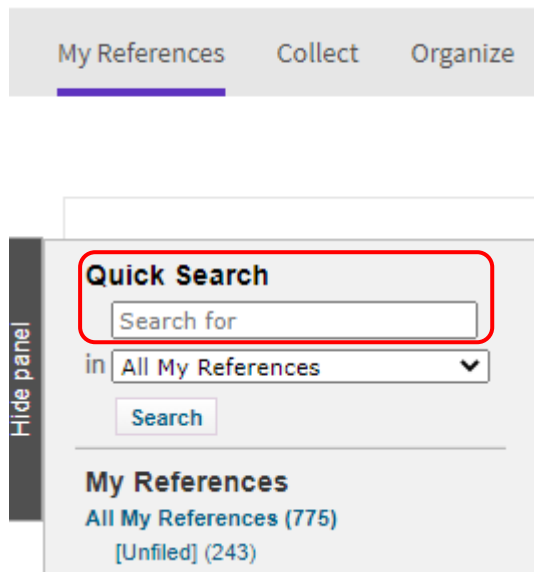 My References Collect Organize
Hide panel
Quick Search
Search for
in All My References
Search
My References
All My References (775)
[Unfiled] (243)